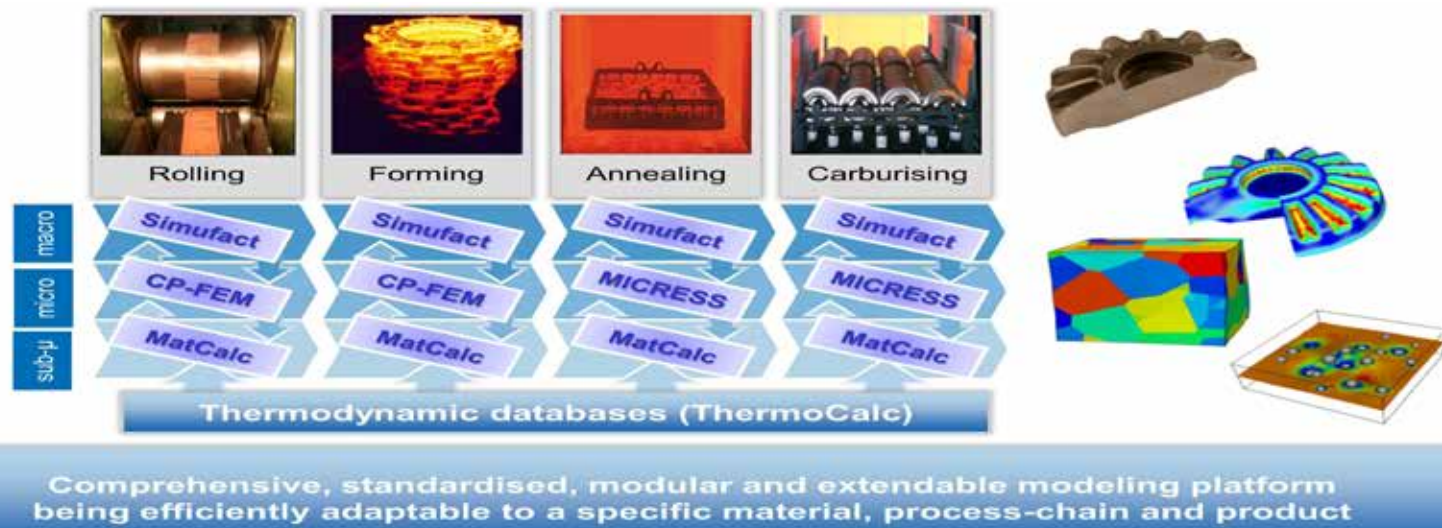 Rolling
Forming
Annealing
Carburising
macro
Simufact
Simufact
Simufact
Simufact
micro
CP-FEM
CP-FEM
MICRESS
MICRESS
sub-µ
MatCalc
MatCalc
MatCalc
MatCalc
Thermodynamic databases (ThermoCalc)
Comprehensive, standardised, modular and extendable modeling platform
being efficiently adaptable to a specific material, process-chain and product